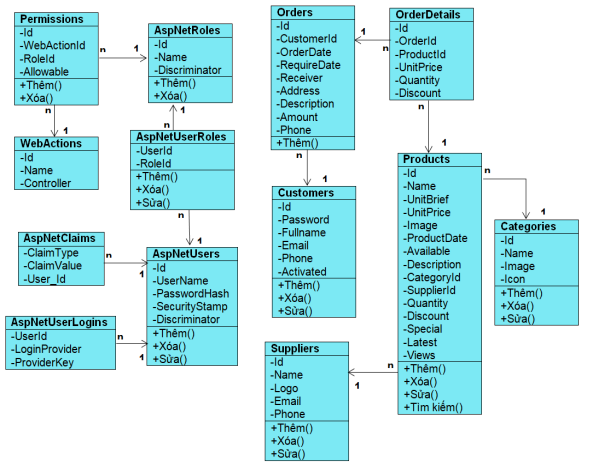 Permissions
-Id
-WebActionId
-RoleId
-Allowable
+Thêm()
+Xóa()
n
1
n
1
AspNetRoles
-Id
-Name
-Discriminator
+Thêm()
+Xóa()
1
n
WebActions
-Id
-Name
-Controller
AspNetUserRoles
-UserId
-RoleId
+Thêm()
+Xóa()
+Sửa()
n
1
AspNetClaims
-ClaimType
-ClaimValue
-User_Id
n
1
AspNetUsers
-Id
-UserName
-PasswordHash
-SecurityStamp
-Discriminator
+Thêm()
+Xóa()
+Sửa()
AspNetUserLogins
-UserId
-LoginProvider
-ProviderKey
n
1
Orders
-Id
-CustomerId
-OrderDate
-RequireDate
-Receiver
-Address
-Description
-Amount
-Phone
+Thêm()
1
n
n
1
OrderDetails
-Id
-OrderId
-ProductId
-UnitPrice
-Quantity
-Discount
n
1
Customers
-Id
-Password
-Fullname
-Email
-Phone
-Activated
+Thêm()
+Xóa()
+Sửa()
Products
-Id
-Name
-UnitBrief
-UnitPrice
-Image
-ProductDate
-Available
-Description
-CategoryId
-SupplierId
-Quantity
-Discount
-Special
-Latest
-Views
+Thêm()
+Xóa()
+Sửa()
+Tìm kiếm()
n
1
Categories
-Id
-Name
-Image
-Icon
+Thêm()
+Xóa()
+Sửa()
n
1
Suppliers
-Id
-Name
-Logo
-Email
-Phone
+Thêm()
+Xóa()
+Sửa()